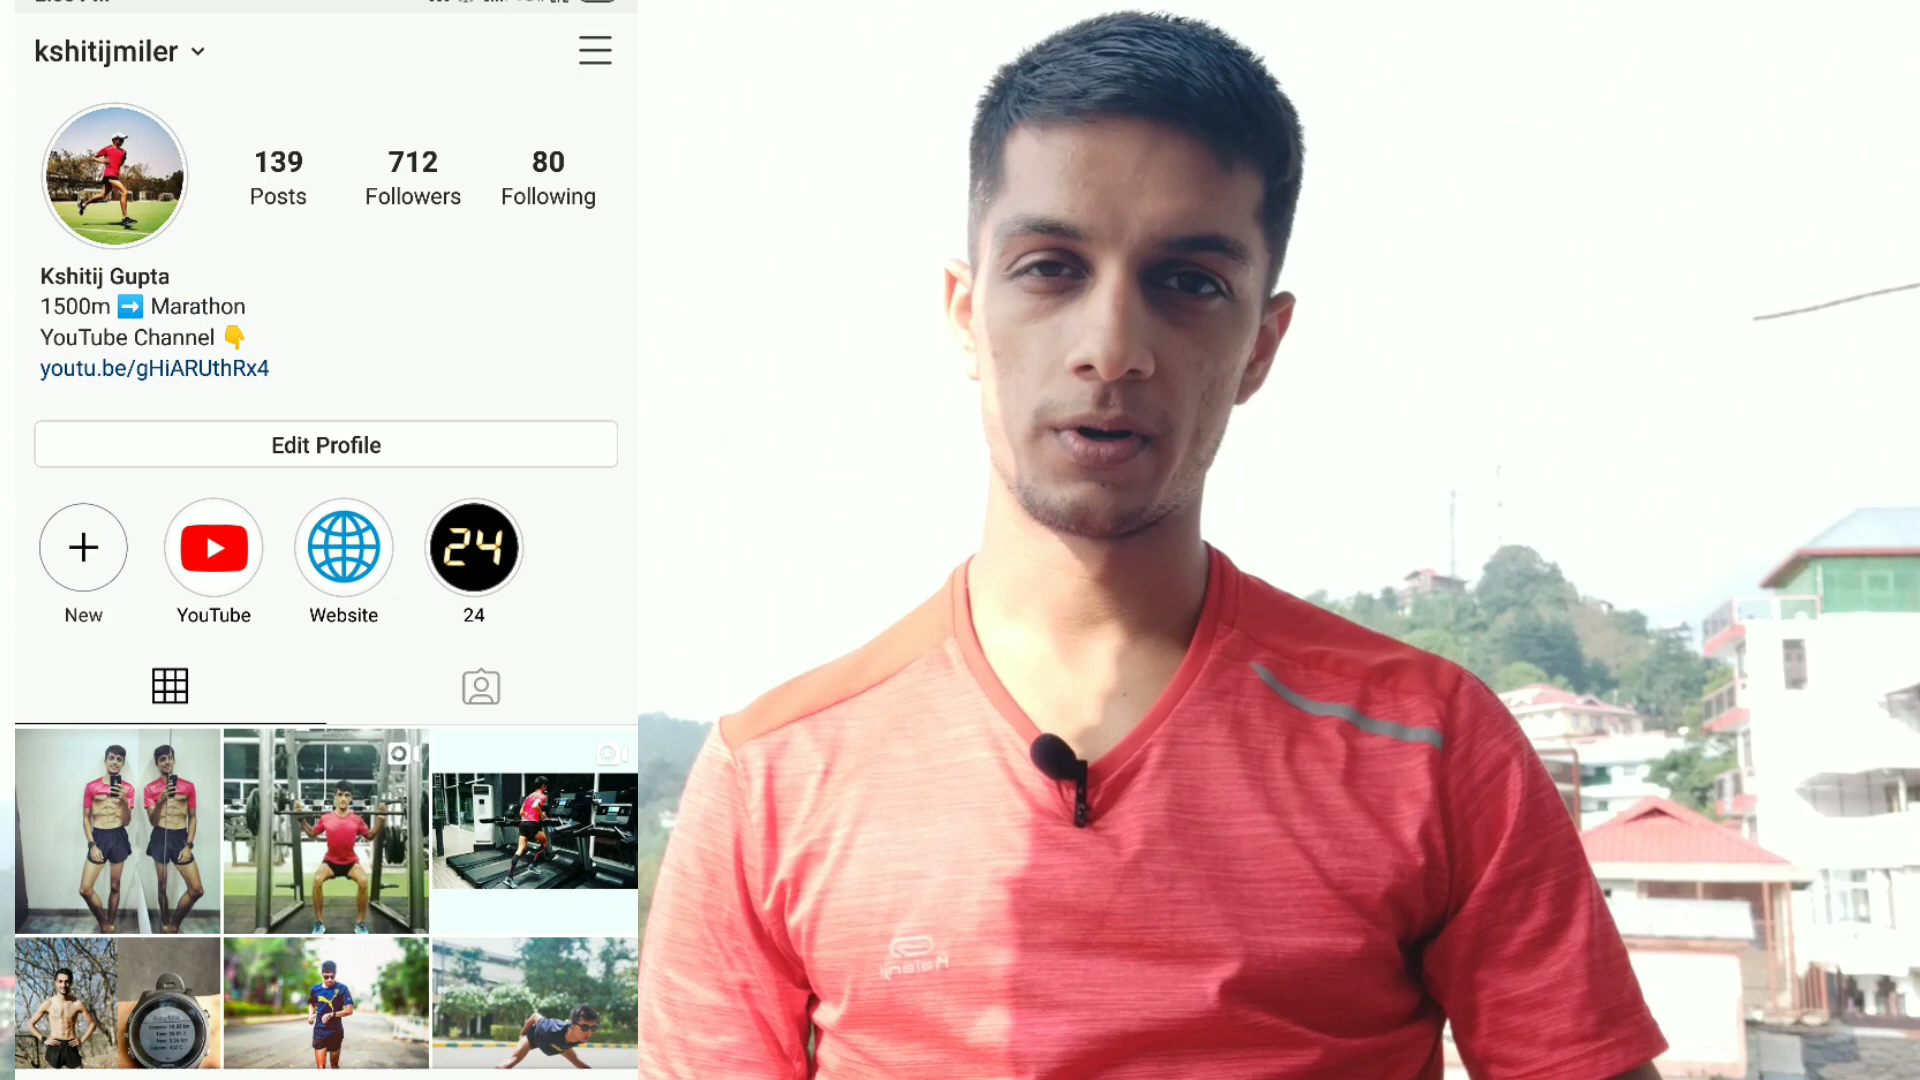 kshitijmiler
139
712
80
Posts
Followers
Following
Kshitij Gupta
1500m ➡️ Marathon
YouTube Channel 👇
youtu.be/gHiARUthRx4
Edit Profile
24
New
YouTube
Website
24
Kalenji